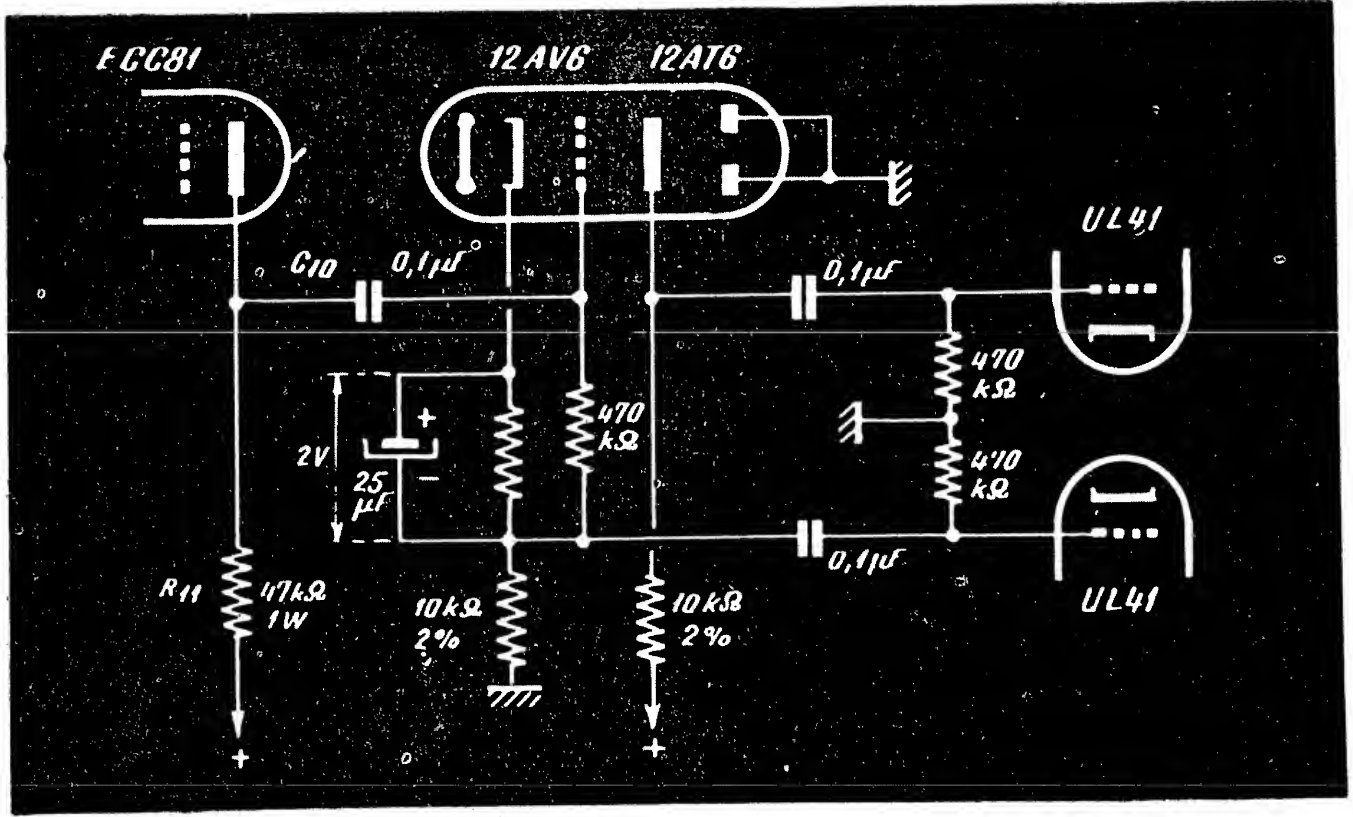 ECC81
12AV6
12AT6
UL41
C10
0,1µF
0,1µF
470
kΩ
470
kΩ
2V
+
−
25
µF
470
kΩ
0,1µF
R11
47kΩ
1W
10kΩ
2%
10kΩ
2%
UL41
+
+